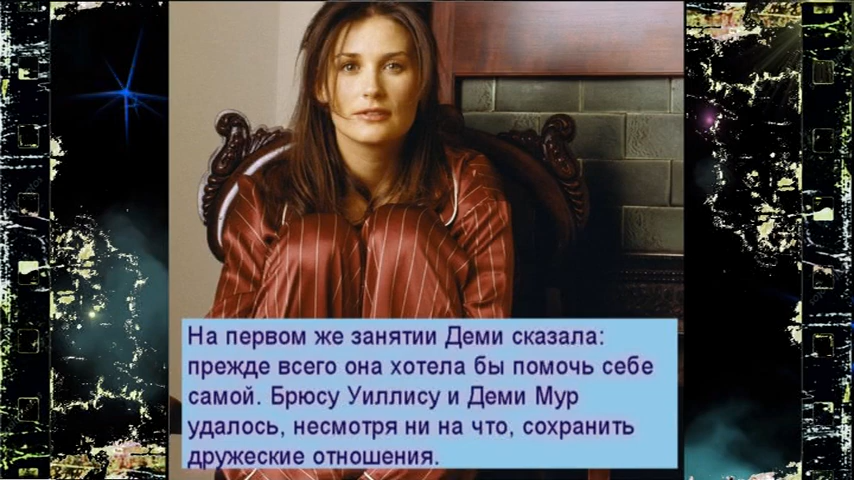 На первом же занятии Деми сказала:
прежде всего она хотела бы помочь себе
самой. Брюсу Уиллису и Деми Мур
удалось, несмотря ни на что, сохранить
дружеские отношения.